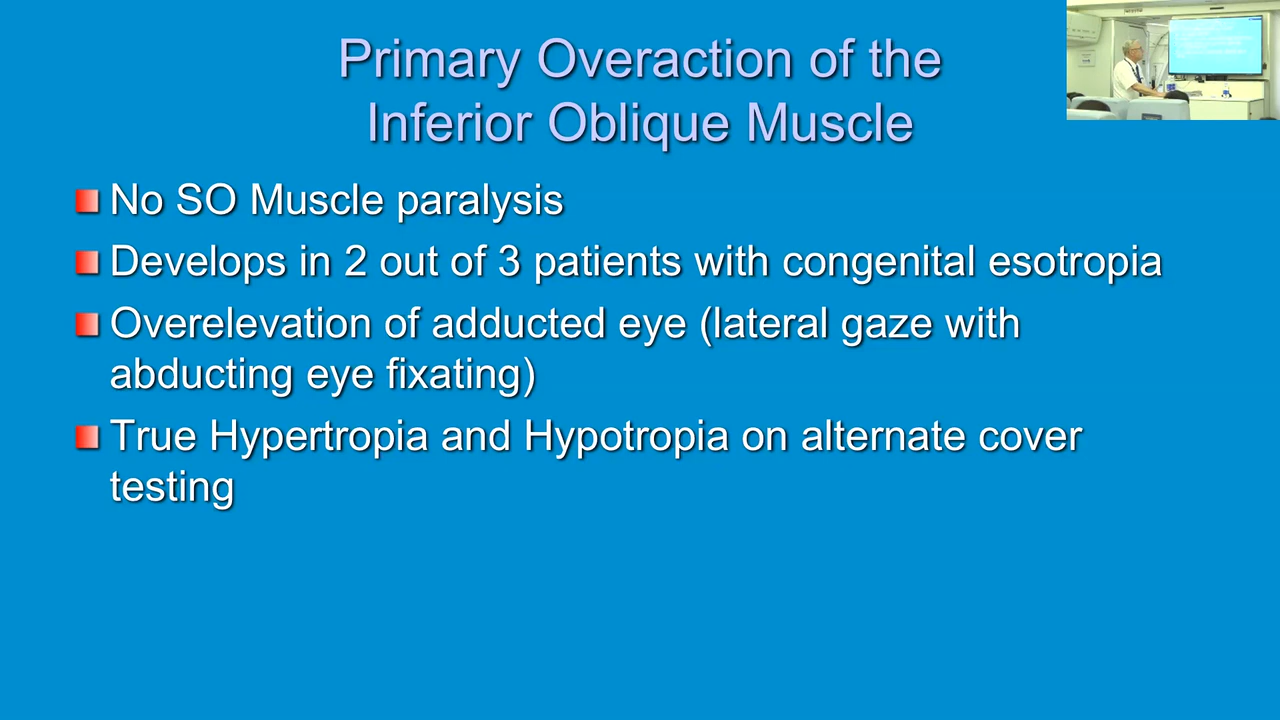 Primary Overaction of the
Inferior Oblique Muscle
No SO Muscle paralysis
Develops in 2 out of 3 patients with congenital esotropia
Overelevation of adducted eye (lateral gaze with
abducting eye fixating)
True Hypertropia and Hypotropia on alternate cover
testing